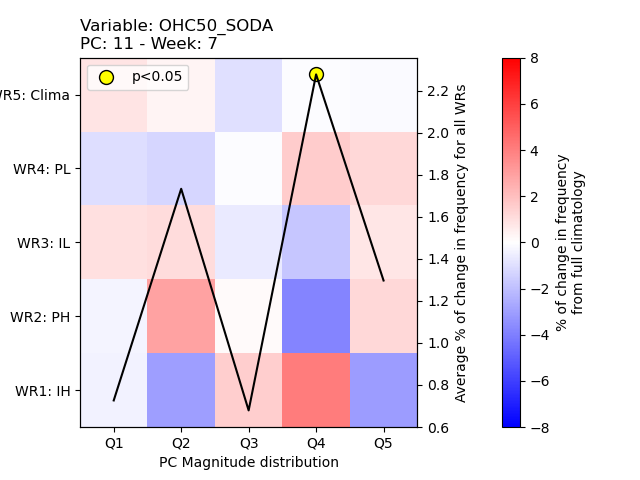 Variable: OHC50_SODA
PC: 11 - Week: 7
p<0.05
WR5: Clima
WR4: PL
WR3: IL
WR2: PH
WR1: IH
Q1 Q2 Q3 Q4 Q5
PC Magnitude distribution
2.2
2.0
1.8
1.6
1.4
1.2
1.0
0.8
0.6
Average % of change in frequency for all WRs
8
6
4
2
0
−2
−4
−6
−8
% of change in frequency
from full climatology